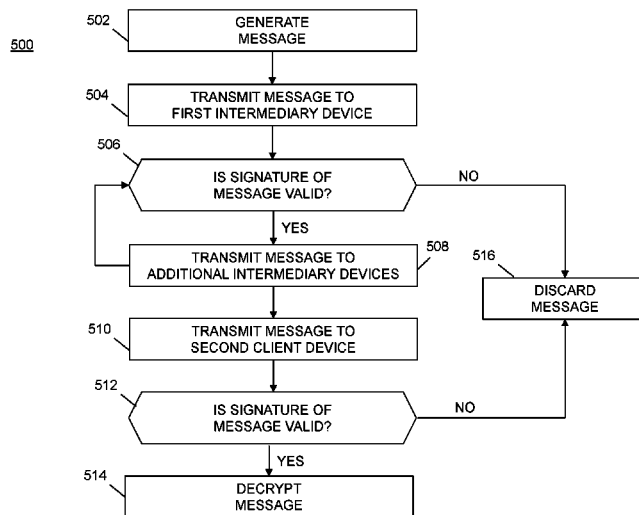 500
502
GENERATE
MESSAGE
504
TRANSMIT MESSAGE TO
FIRST INTERMEDIARY DEVICE
506
IS SIGNATURE OF
MESSAGE VALID?
NO
YES
TRANSMIT MESSAGE TO
ADDITIONAL INTERMEDIARY DEVICES
508
516
DISCARD
MESSAGE
510
TRANSMIT MESSAGE TO
SECOND CLIENT DEVICE
512
IS SIGNATURE OF
MESSAGE VALID?
NO
YES
514
DECRYPT
MESSAGE